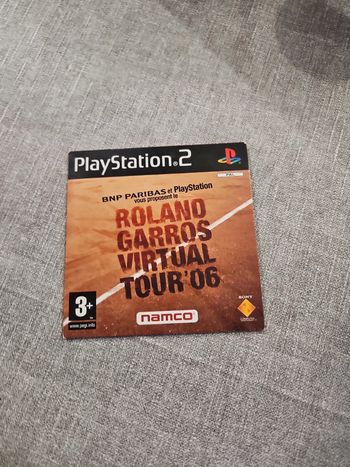 PlayStation.2
PAL
BNP PARIBAS et PlayStation
vous proposent le
ROLAND
GARROS
VIRTUAL
TOUR'06
3+
www.pegi.info
namco
SONY